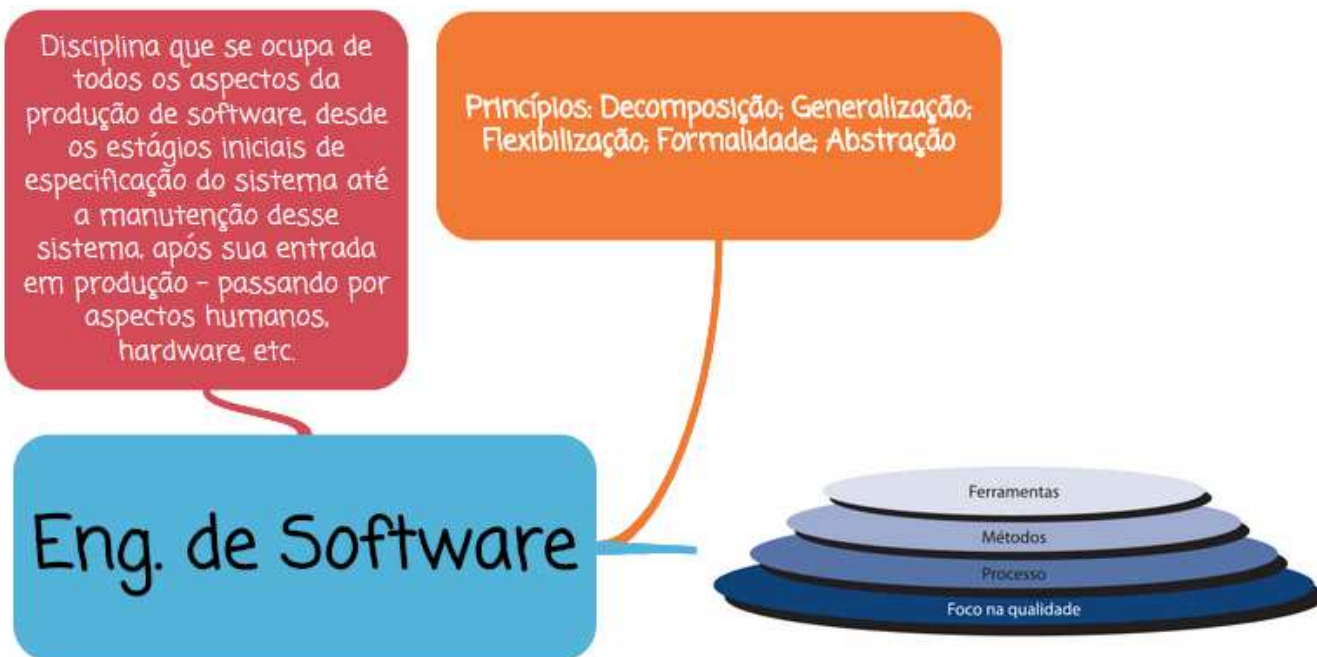 Disciplina que se ocupa de
todos os aspectos da
produção de software, desde
os estágios iniciais de
especificação do sistema até
a manutenção desse
sistema, após sua entrada
em produção - passando por
aspectos humanos,
hardware, etc.
Princípios: Decomposição; Generalização;
Flexibilização; Formalidade; Abstração
Eng. de Software
Ferramentas
Métodos
Processo
Foco na qualidade